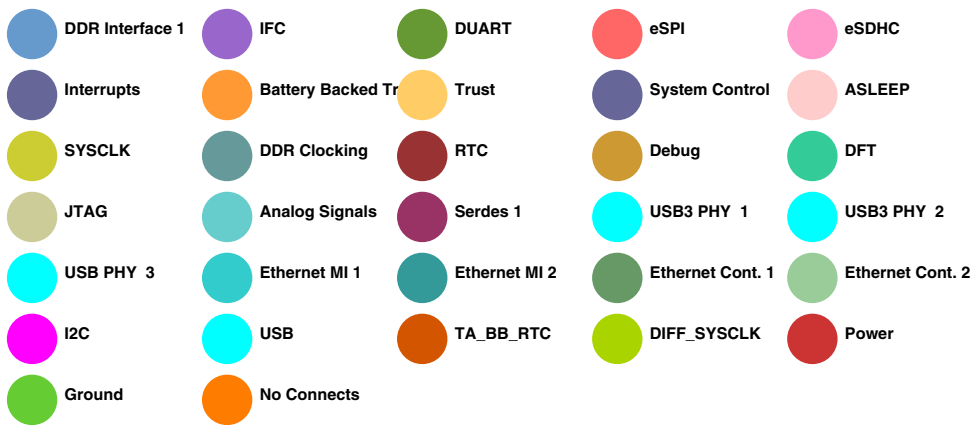 DDR Interface 1 IFC DUART eSPI eSDHC
Interrupts Battery Backed Tr Trust System Control ASLEEP
SYSCLK DDR Clocking RTC Debug DFT
JTAG Analog Signals Serdes 1 USB3 PHY 1 USB3 PHY 2
USB PHY 3 Ethernet MI 1 Ethernet MI 2 Ethernet Cont. 1 Ethernet Cont. 2
I2C USB TA_BB_RTC DIFF_SYSCLK Power
Ground No Connects